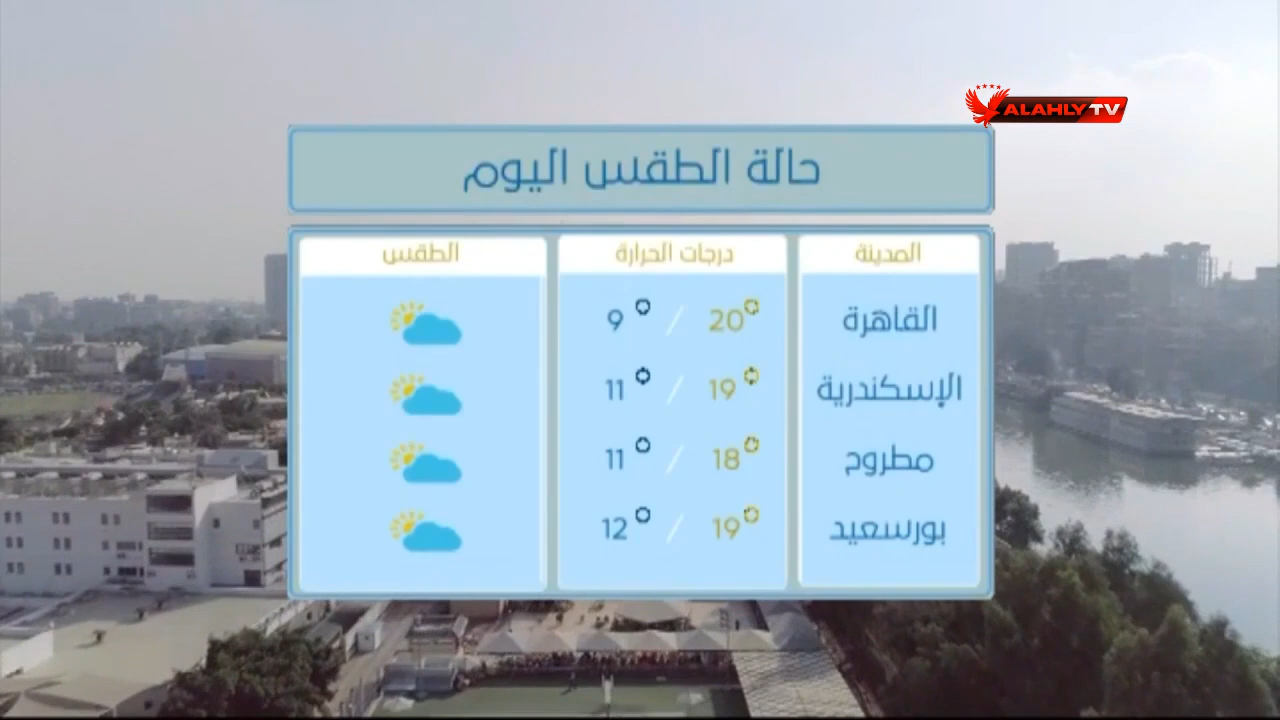 ALAHLY TV
حالة الطقس اليوم
المدينة درجات الحرارة الطقس
القاهرة 20° / 9°
الإسكندرية 19° / 11°
مطروح 18° / 11°
بورسعيد 19° / 12°